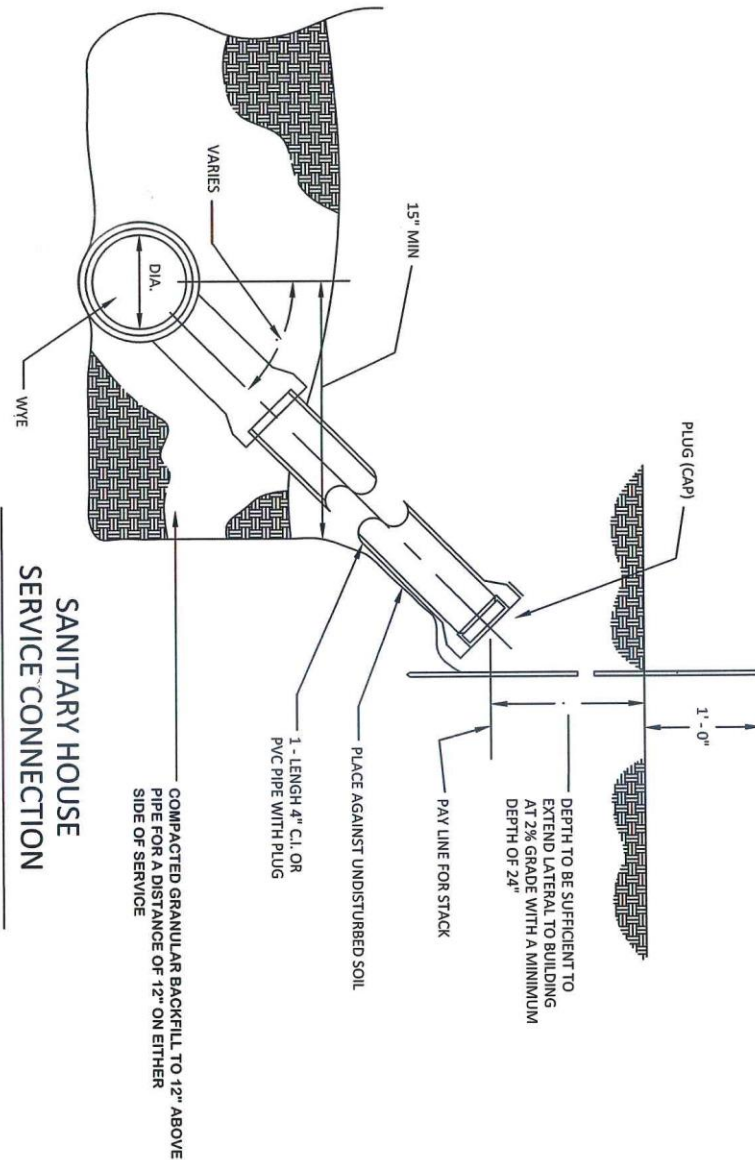 1' - 0"
PLUG (CAP)
DEPTH TO BE SUFFICIENT TO
EXTEND LATERAL TO BUILDING
AT 2% GRADE WITH A MINIMUM
DEPTH OF 24"
PAY LINE FOR STACK
15" MIN
PLACE AGAINST UNDISTURBED SOIL
1 - LENGH 4" C.I. OR
PVC PIPE WITH PLUG
VARIES
DIA.
WYE
COMPACTED GRANULAR BACKFILL TO 12" ABOVE
PIPE FOR A DISTANCE OF 12" ON EITHER
SIDE OF SERVICE
SANITARY HOUSE
SERVICE CONNECTION